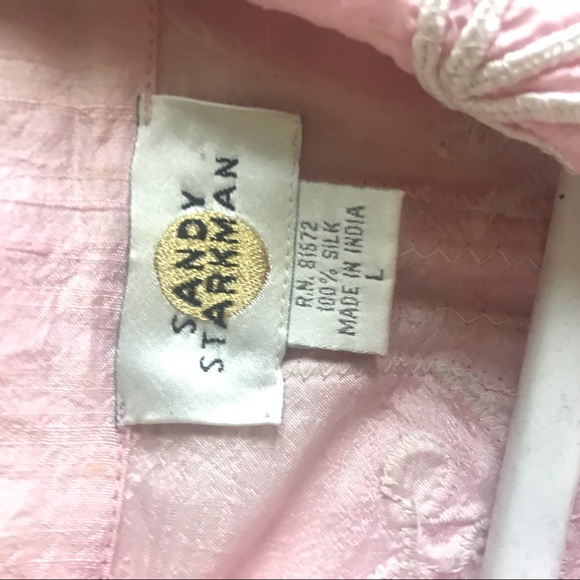 SANDY
STARKMAN
R.N. 81572
100% SILK
MADE IN INDIA
L